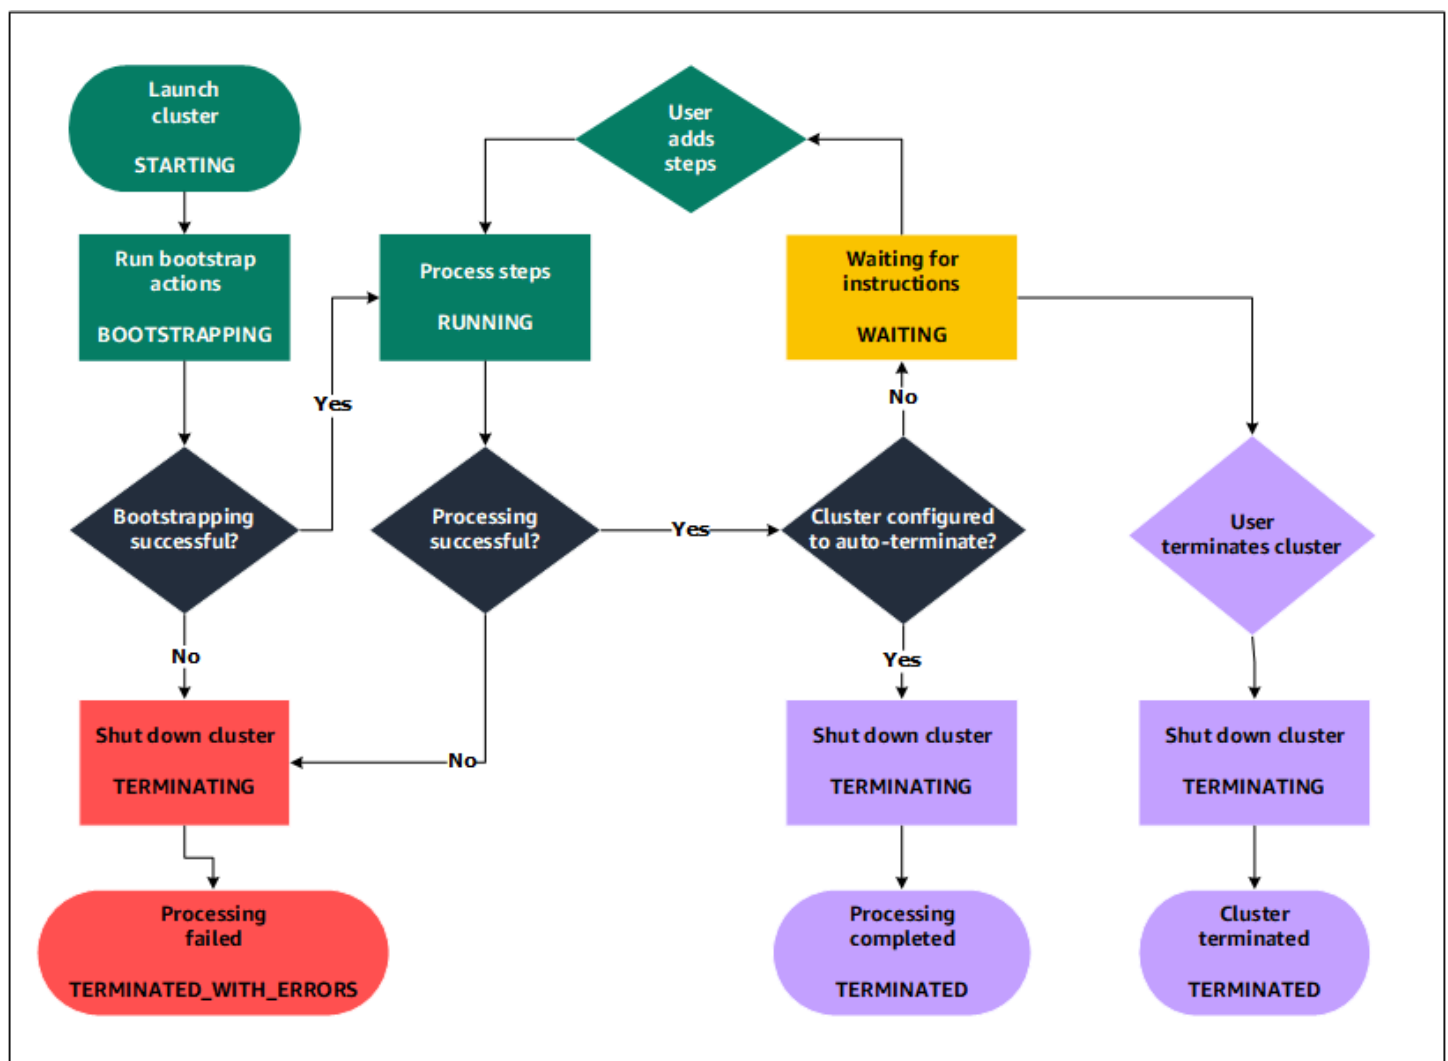 Launch
cluster
STARTING
User
adds
steps
Run bootstrap
actions
BOOTSTRAPPING
Process steps
RUNNING
Waiting for
instructions
WAITING
Yes
No
Bootstrapping
successful?
Processing
successful?
Yes
Cluster configured
to auto-terminate?
User
terminates cluster
No
Yes
Shut down cluster
TERMINATING
No
Shut down cluster
TERMINATING
Shut down cluster
TERMINATING
Processing
failed
TERMINATED_WITH_ERRORS
Processing
completed
TERMINATED
Cluster
terminated
TERMINATED